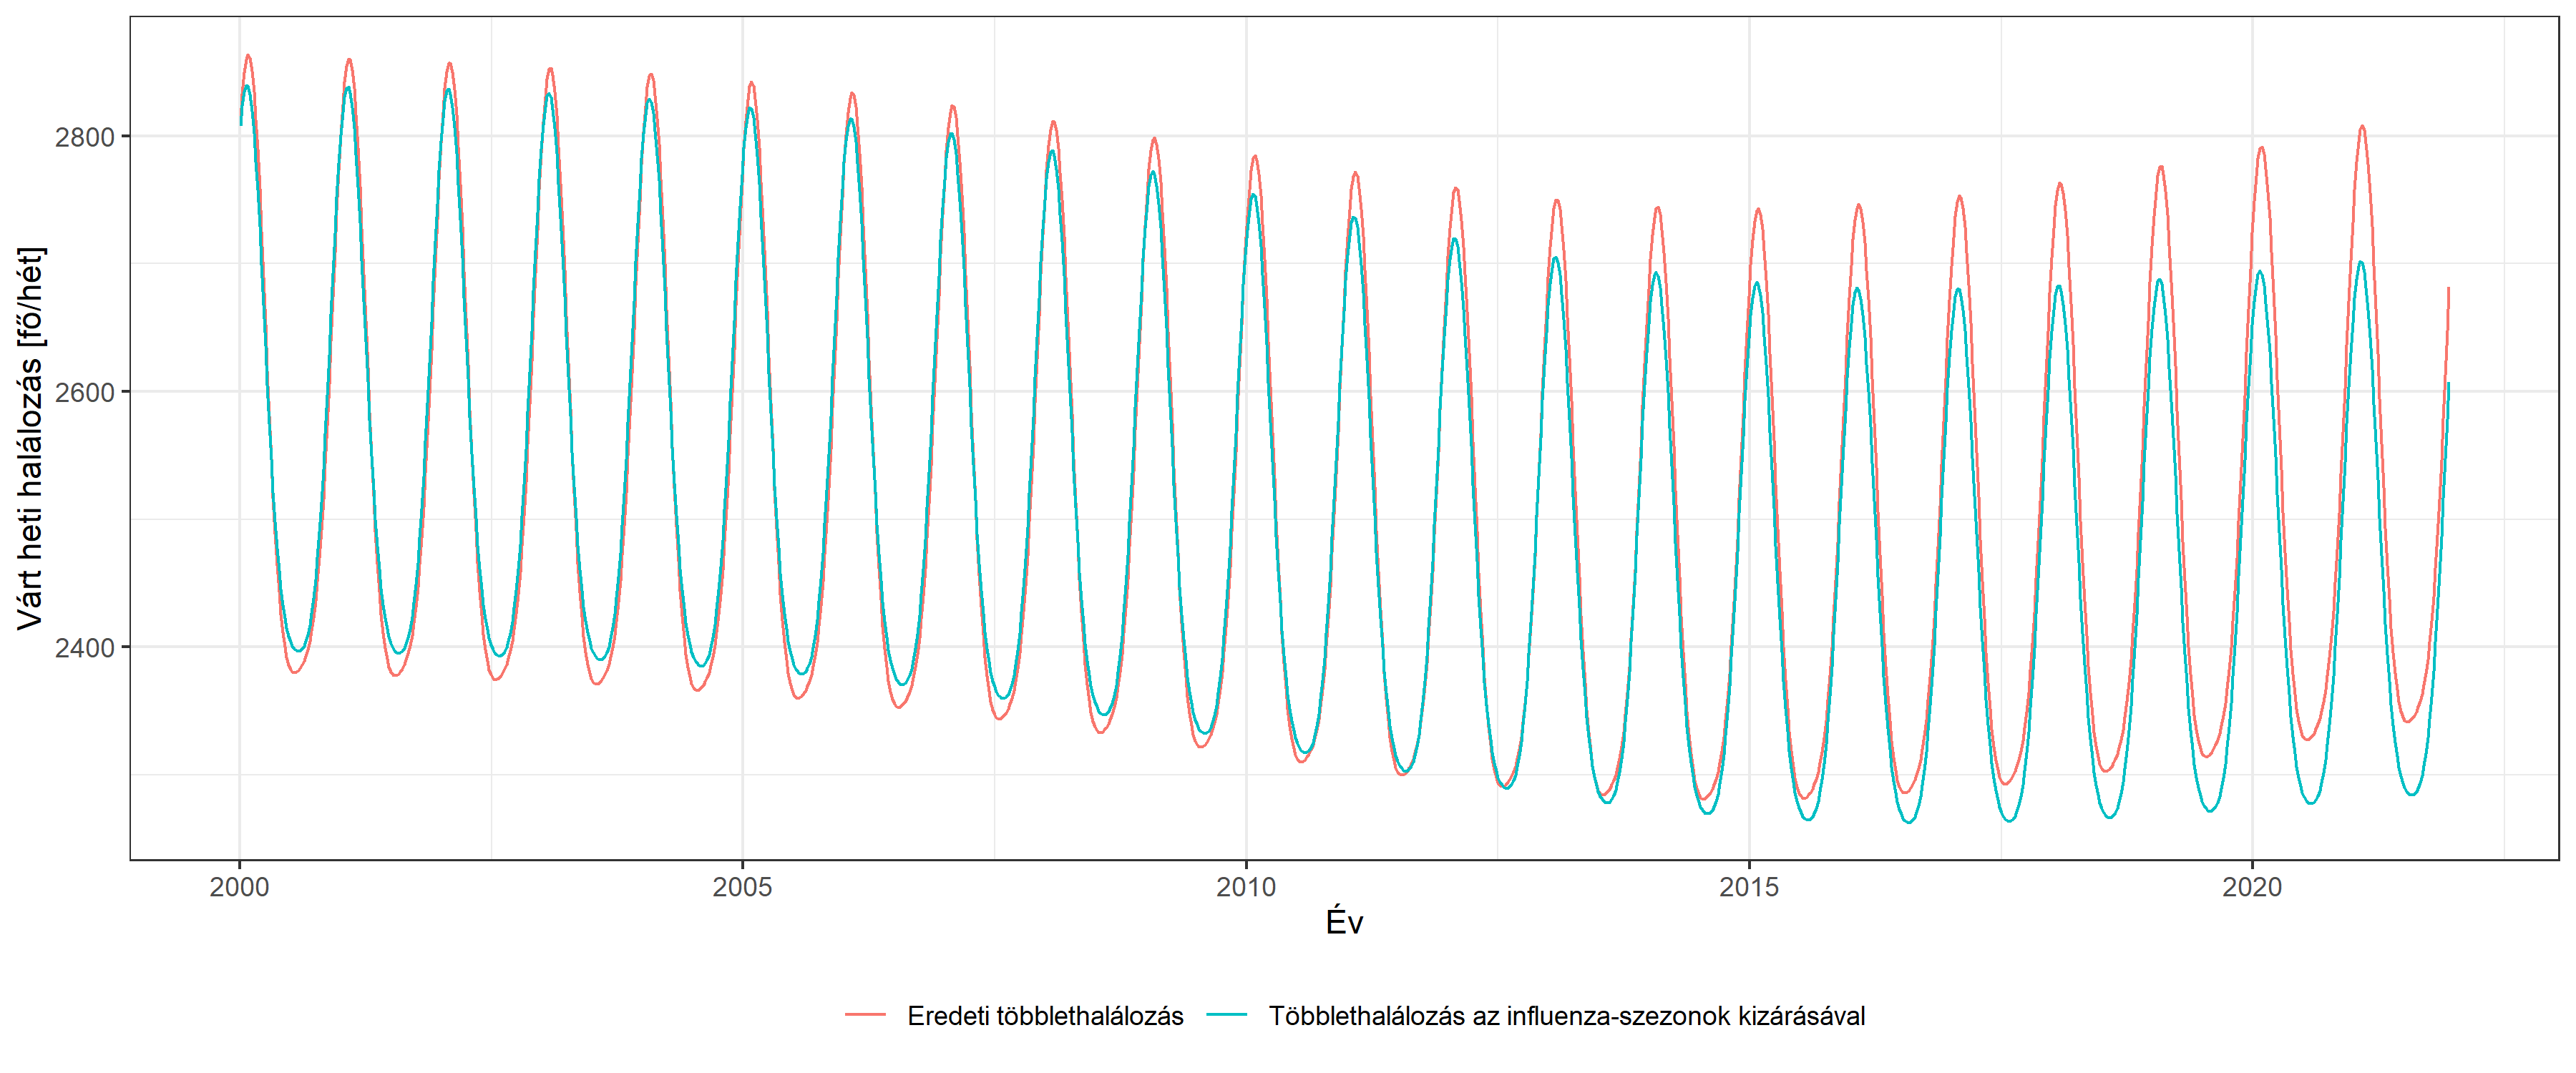 Várt heti halálozás [fő/hét]
2800
2600
2400
2000 2005 2010 2015 2020
Év
Eredeti többlethalálozás Többlethalálozás az influenza-szezonok kizárásával